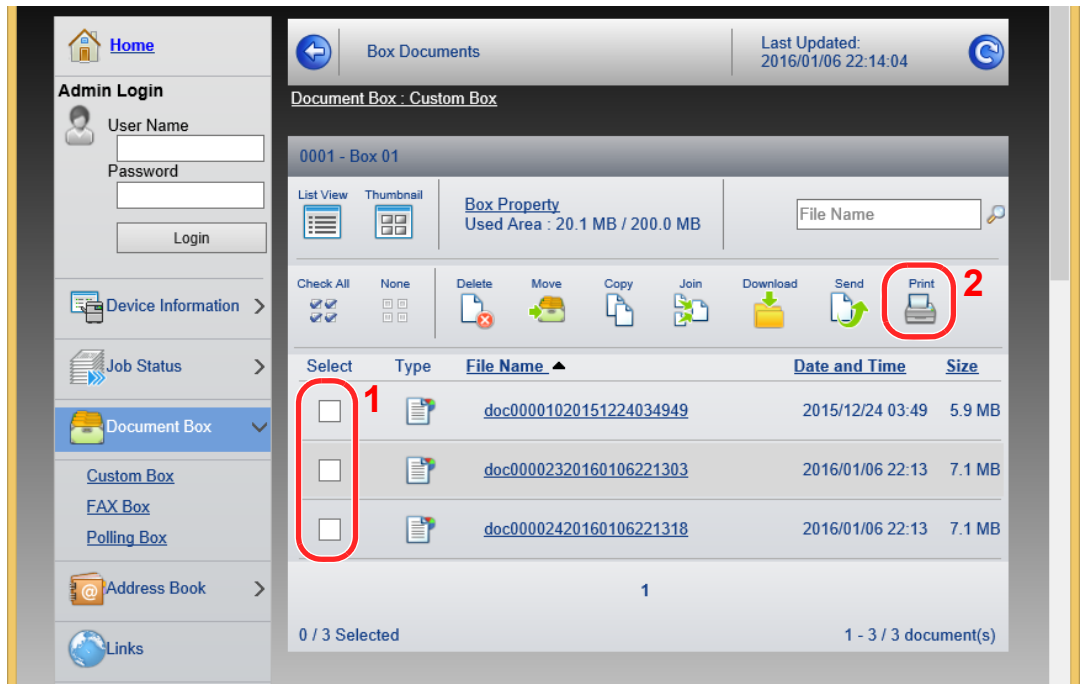 Home
Admin Login
User Name
Password
Login
Device Information
Job Status
Document Box
Custom Box
FAX Box
Polling Box
Address Book
Links
Box Documents
Last Updated:
2016/01/06 22:14:04
Document Box : Custom Box
0001 - Box 01
List View Thumbnail
Box Property
Used Area : 20.1 MB / 200.0 MB
File Name
Check All None Delete Move Copy Join Download Send Print 2
Select Type File Name Date and Time Size
1
doc00001020151224034949 2015/12/24 03:49 5.9 MB
doc00002320160106221303 2016/01/06 22:13 7.1 MB
doc00002420160106221318 2016/01/06 22:13 7.1 MB
1
0 / 3 Selected 1 - 3 / 3 document(s)